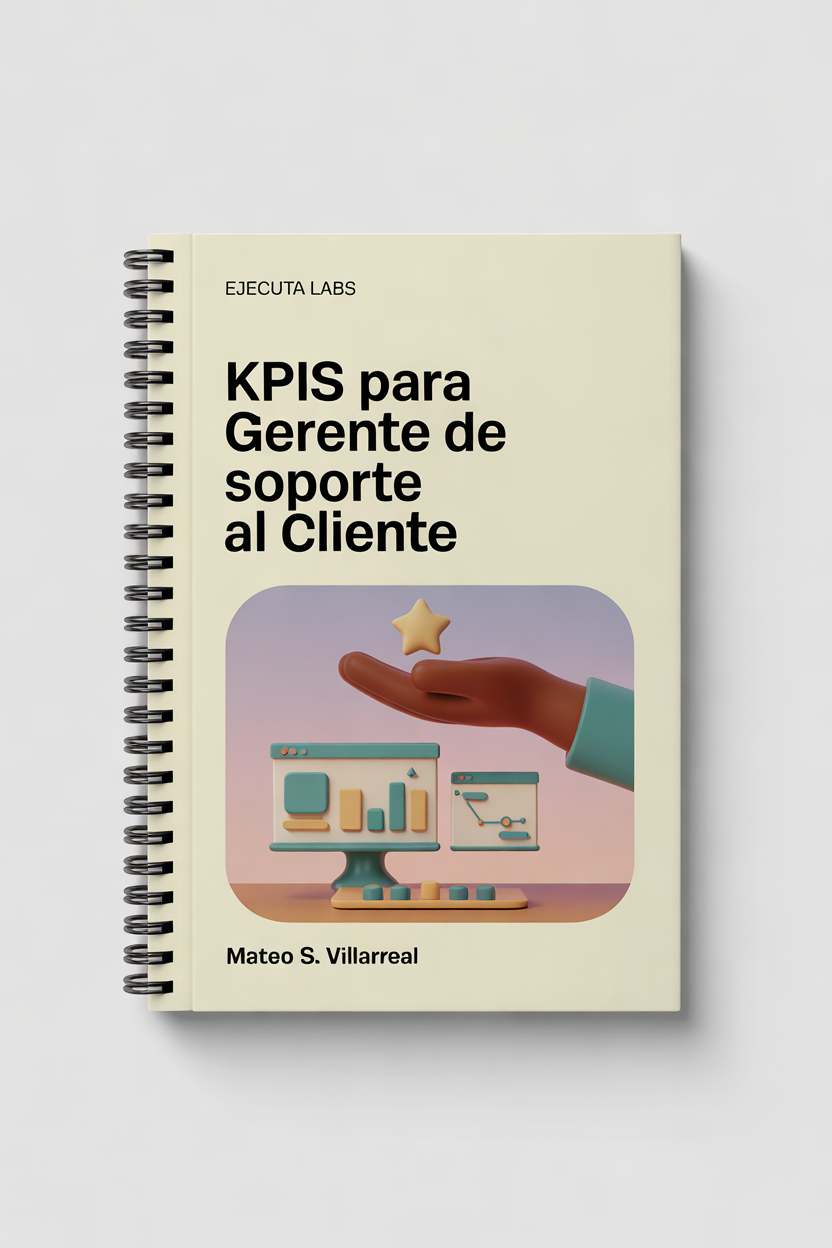 EJECUTA LABS
KPIS para
Gerente de
soporte
al Cliente
Mateo S. Villarreal